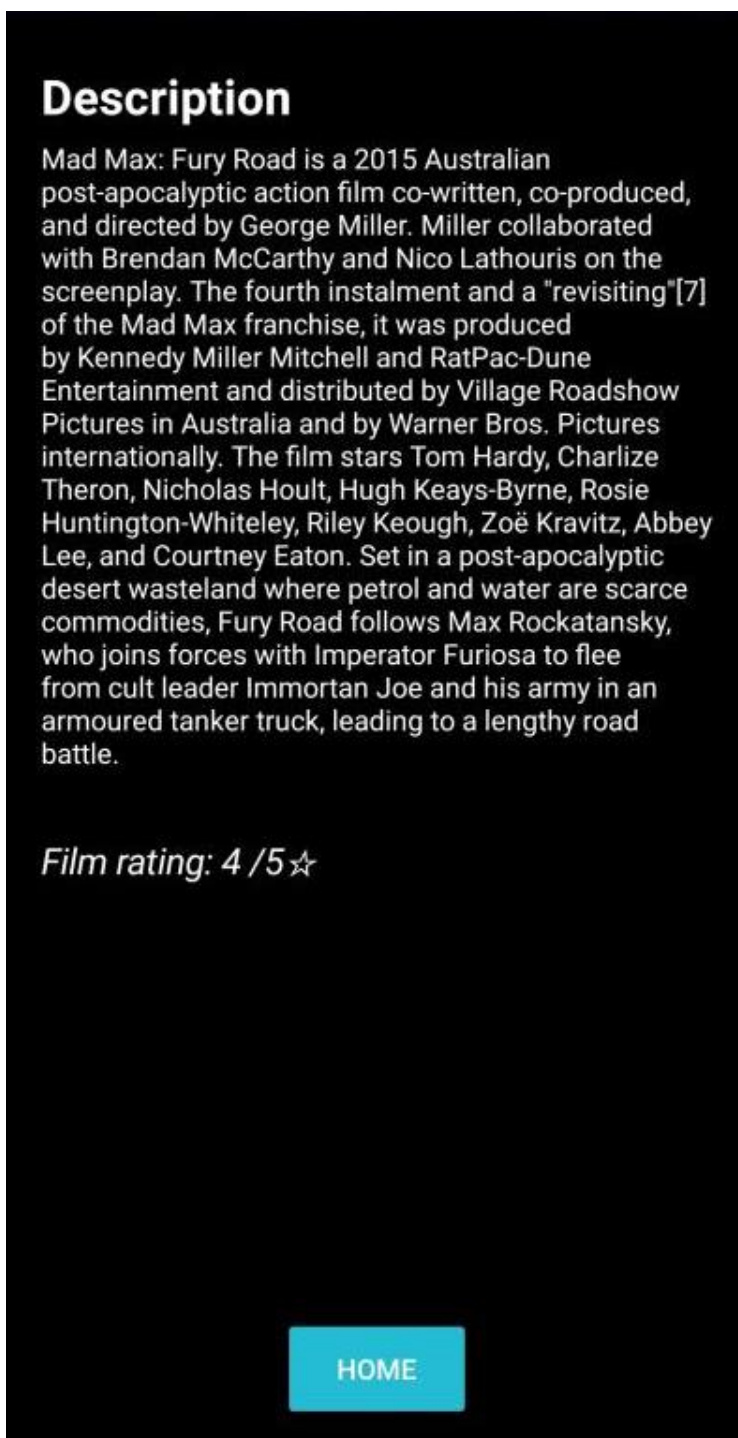 Description
Mad Max: Fury Road is a 2015 Australian
post-apocalyptic action film co-written, co-produced,
and directed by George Miller. Miller collaborated
with Brendan McCarthy and Nico Lathouris on the
screenplay. The fourth instalment and a "revisiting"[7]
of the Mad Max franchise, it was produced
by Kennedy Miller Mitchell and RatPac-Dune
Entertainment and distributed by Village Roadshow
Pictures in Australia and by Warner Bros. Pictures
internationally. The film stars Tom Hardy, Charlize
Theron, Nicholas Hoult, Hugh Keays-Byrne, Rosie
Huntington-Whiteley, Riley Keough, Zoë Kravitz, Abbey
Lee, and Courtney Eaton. Set in a post-apocalyptic
desert wasteland where petrol and water are scarce
commodities, Fury Road follows Max Rockatansky,
who joins forces with Imperator Furiosa to flee
from cult leader Immortan Joe and his army in an
armoured tanker truck, leading to a lengthy road
battle.
Film rating: 4 /5☆
HOME